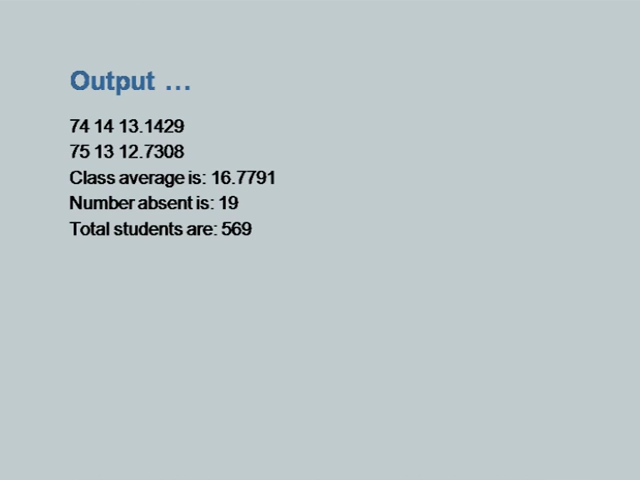 Output ...
74 14 13.1429
75 13 12.7308
Class average is: 16.7791
Number absent is: 19
Total students are: 569